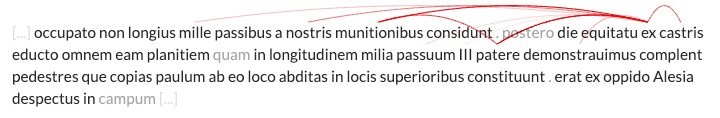 [...] occupato non longius mille passibus a nostris munitionibus considunt . postero die equitatu ex castris
educto omnem eam planitiem quam in longitudinem milia passuum III patere demonstrauimus complent
pedestres que copias paulum ab eo loco abditas in locis superioribus constituunt . erat ex oppido Alesia
despectus in campum [...]